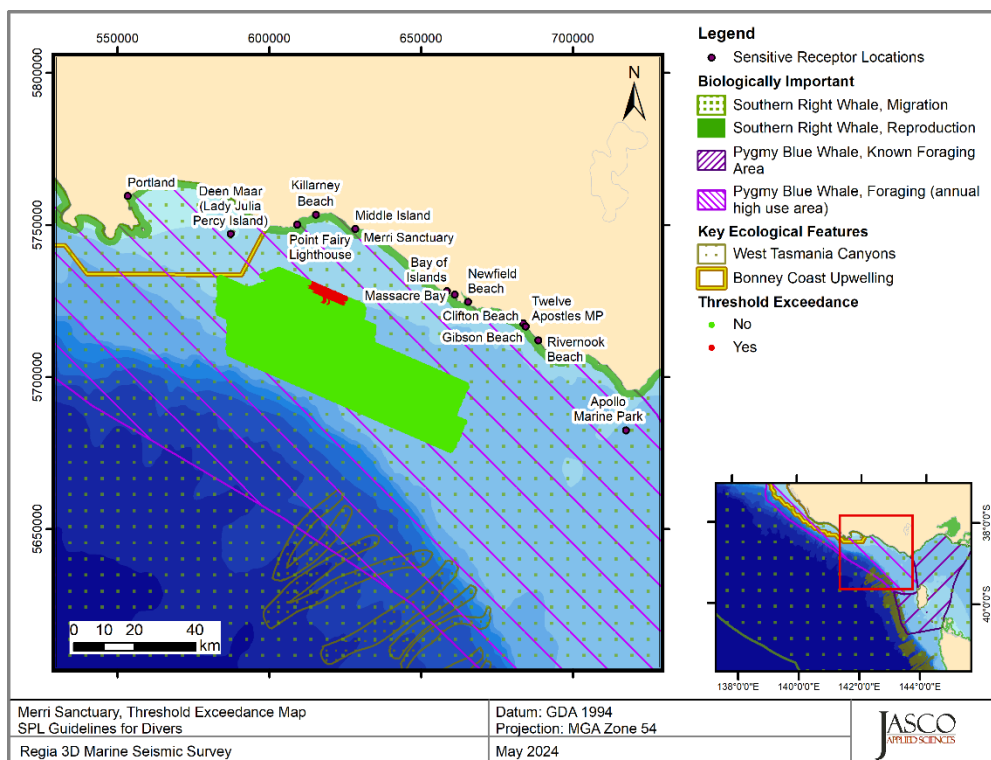 550000 600000 650000 700000
5800000
5750000
5700000
5650000
N
Portland
Deen Maar
(Lady Julia
Percy Island)
Killarney
Beach
Point Fairy
Lighthouse
Middle Island
Merri Sanctuary
Bay of
Islands
Massacre Bay
Newfield
Beach
Clifton Beach
Twelve
Apostles MP
Gibson Beach
Rivernook
Beach
Apollo
Marine Park
0 10 20 40
km
Legend
Sensitive Receptor Locations
Biologically Important
Southern Right Whale, Migration
Southern Right Whale, Reproduction
Pygmy Blue Whale, Known Foraging
Area
Pygmy Blue Whale, Foraging (annual
high use area)
Key Ecological Features
West Tasmania Canyons
Bonney Coast Upwelling
Threshold Exceedance
No
Yes
38°0'0"S
40°0'0"S
138°0'0"E 140°0'0"E 142°0'0"E 144°0'0"E
Merri Sanctuary, Threshold Exceedance Map
SPL Guidelines for Divers
Regia 3D Marine Seismic Survey
Datum: GDA 1994
Projection: MGA Zone 54
May 2024
JASCO
APPLIED SCIENCES